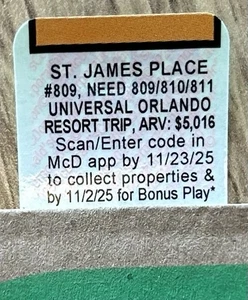 ST. JAMES PLACE
#809, NEED 809/810/811
UNIVERSAL ORLANDO
RESORT TRIP, ARV: $5,016
Scan/Enter code in
McD app by 11/23/25
to collect properties &
by 11/2/25 for Bonus Play*